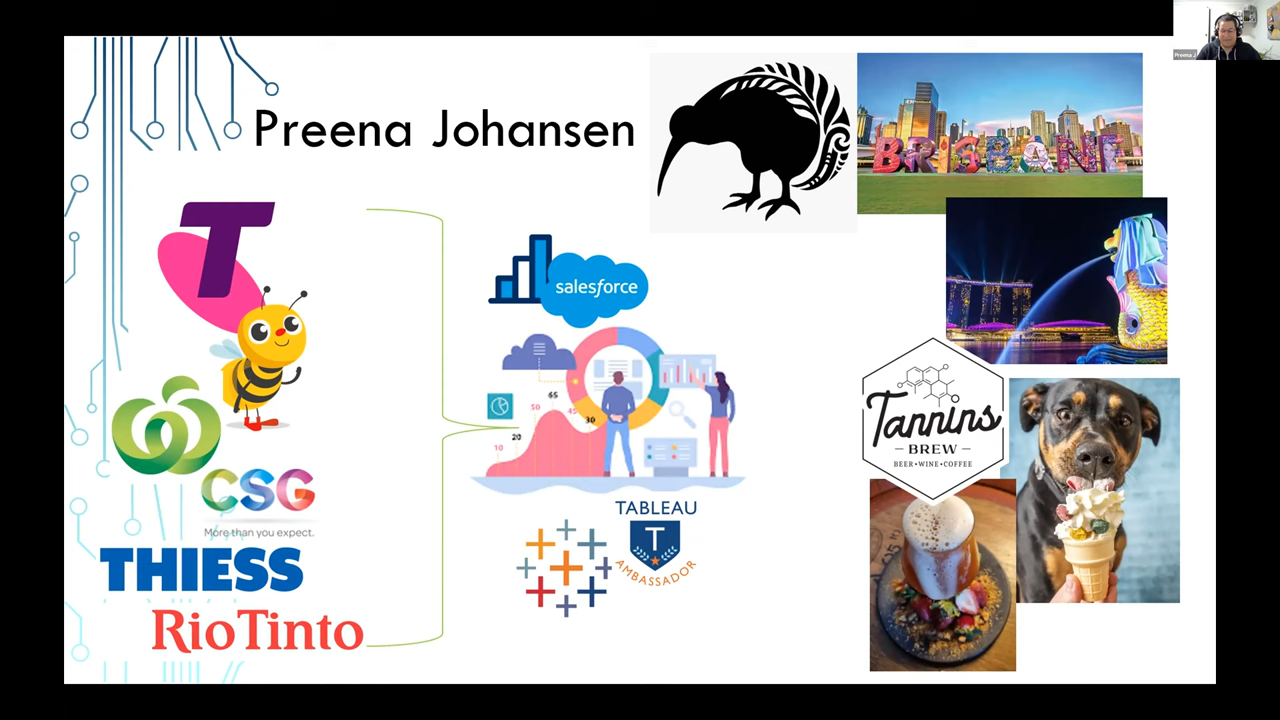 Preena Johansen
BRISBANE
T
salesforce
65
50
45
30
20
10
CSG
More than you expect.
THIESS
RioTinto
TABLEAU
T
AMBASSADOR
Tannins
BREW
BEER•WINE•COFFEE
Preena J